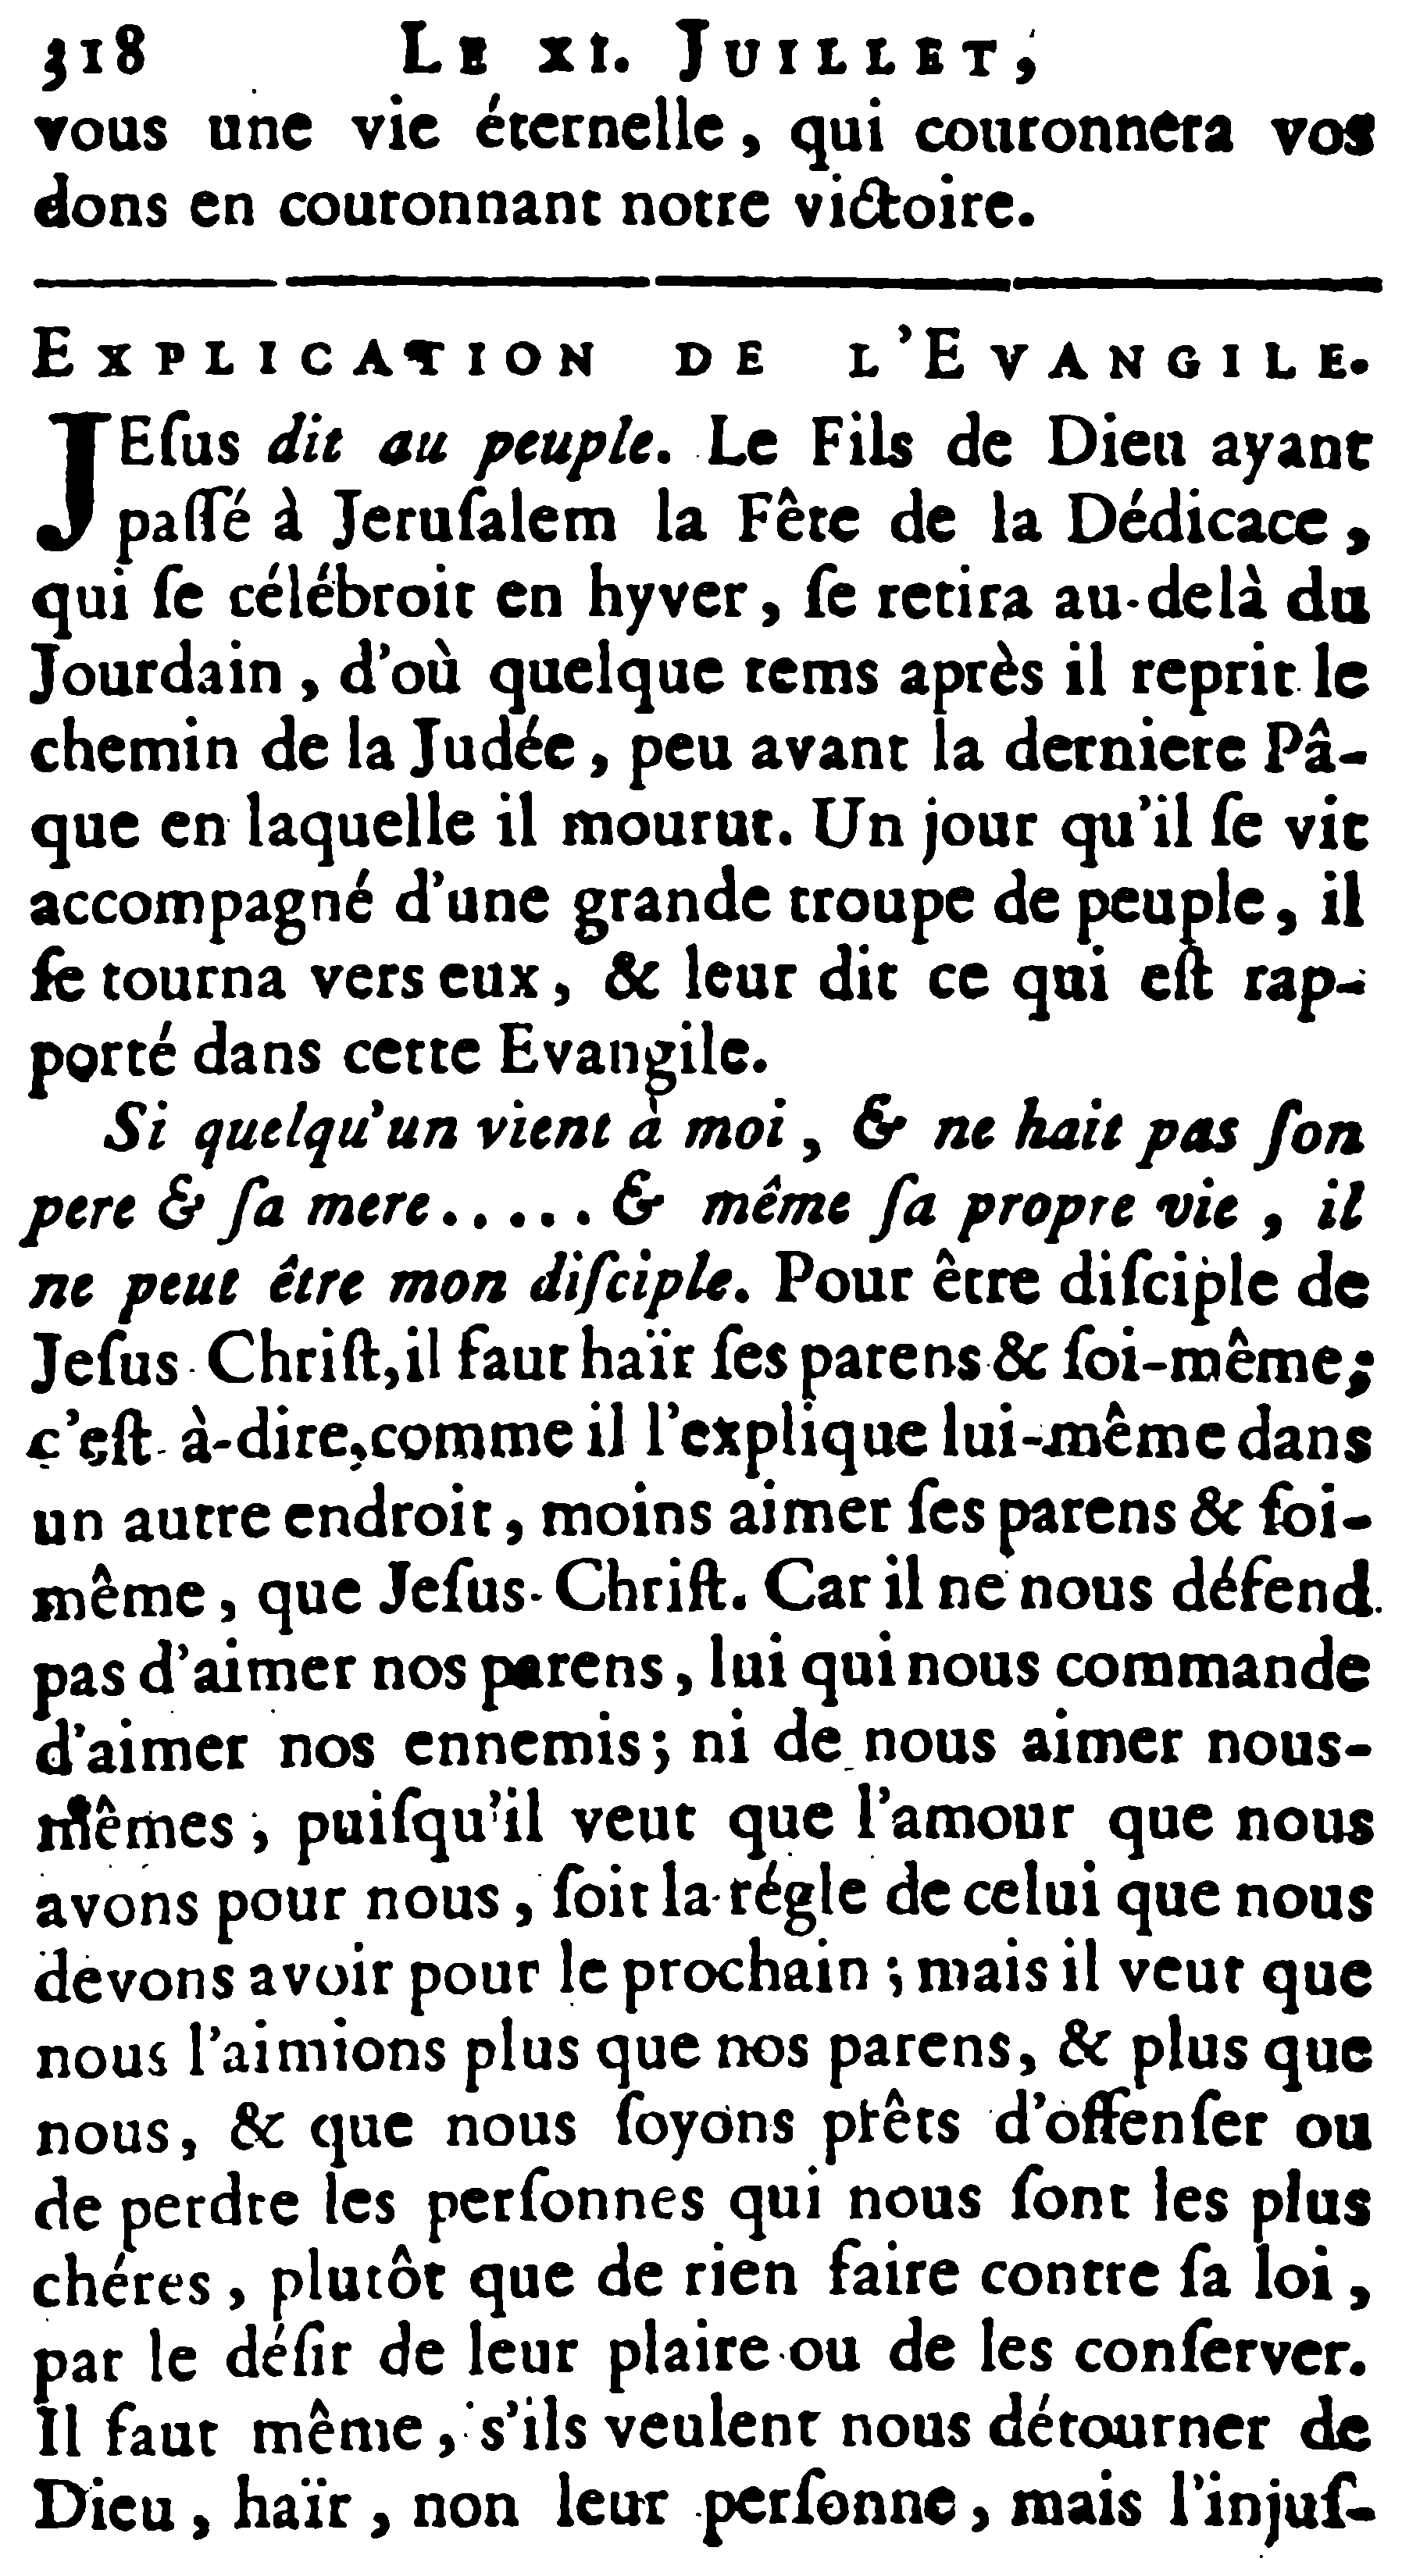 318 LE XI. JUILLET,
vous une vie éternelle, qui couronnera vos
dons en couronnant notre victoire.
EXPLICATION DE L'EVANGILE.
JEſus dit au peuple. Le Fils de Dieu ayant
paſſé à Jeruſalem la Fête de la Dédicace,
qui ſe célébroit en hyver, ſe retira au-delà du
Jourdain, d'où quelque tems après il reprit le
chemin de la Judée, peu avant la derniere Pâ-
que en laquelle il mourut. Un jour qu'il ſe vit
accompagné d'une grande troupe de peuple, il
ſe tourna vers eux, & leur dit ce qui eſt rap-
porté dans cette Evangile.
Si quelqu'un vient à moi, & ne hait pas ſon
pere & ſa mere...... & même ſa propre vie, il
ne peut être mon diſciple. Pour être diſciple de
Jeſus-Chriſt, il faut haïr ſes parens & ſoi-même;
c'eſt-à-dire, comme il l'explique lui-même dans
un autre endroit, moins aimer ſes parens & ſoi-
même, que Jeſus-Chriſt. Car il ne nous défend
pas d'aimer nos parens, lui qui nous commande
d'aimer nos ennemis; ni de nous aimer nous-
mêmes, puiſqu'il veut que l'amour que nous
avons pour nous, ſoit la régle de celui que nous
devons avoir pour le prochain; mais il veut que
nous l'aimions plus que nos parens, & plus que
nous, & que nous ſoyons prêts d'offenſer ou
de perdre les perſonnes qui nous ſont les plus
chéres, plutôt que de rien faire contre ſa loi,
par le déſir de leur plaire ou de les conſerver.
Il faut même, s'ils veulent nous détourner de
Dieu, haïr, non leur perſonne, mais l'injuſ-